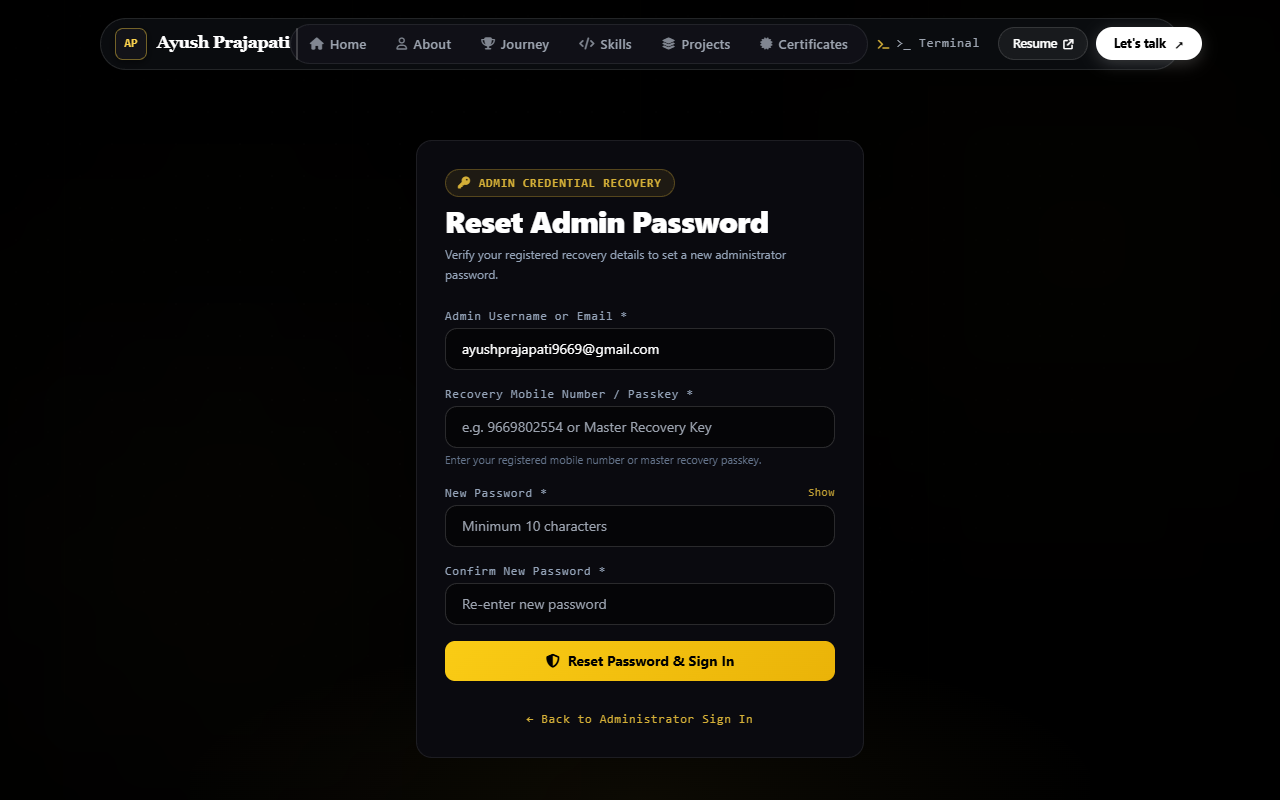 AP
Ayush Prajapati
Home
About
Journey
</> Skills
Projects
Certificates
>_ Terminal
Resume
Let's talk ↗
ADMIN CREDENTIAL RECOVERY
Reset Admin Password
Verify your registered recovery details to set a new administrator
password.
Admin Username or Email *
ayushprajapati9669@gmail.com
Recovery Mobile Number / Passkey *
e.g. 9669802554 or Master Recovery Key
Enter your registered mobile number or master recovery passkey.
New Password *
Show
Minimum 10 characters
Confirm New Password *
Re-enter new password
Reset Password & Sign In
← Back to Administrator Sign In